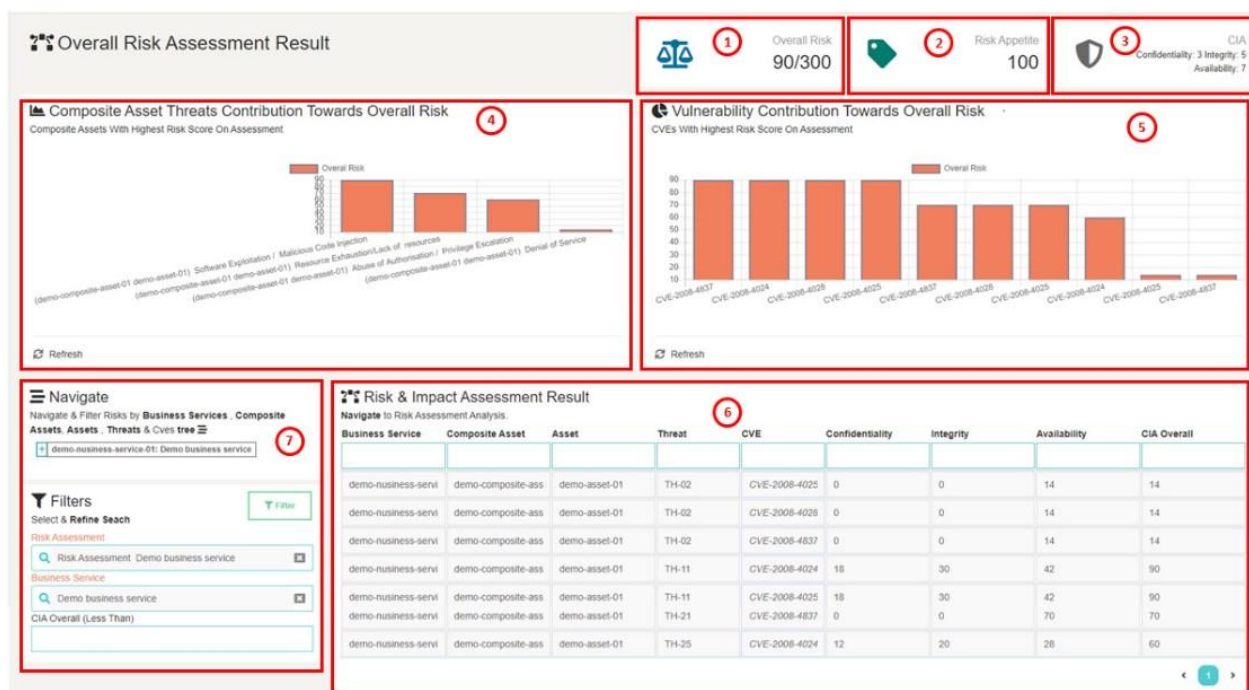 Overall Risk Assessment Result
1
Overall Risk
90/300
2
Risk Appetite
100
3
CIA
Confidentiality: 3 Integrity: 5
Availability: 7
Composite Asset Threats Contribution Towards Overall Risk
Composite Assets With Highest Risk Score On Assessment
4
Overal Risk
90
80
70
60
50
40
30
20
10
(demo-composite-asset-01 demo-asset-01) Software Exploitation / Malicious Code Injection
(demo-composite-asset-01 demo-asset-01) Resource Exhaustion/Lack of resources
(demo-composite-asset-01 demo-asset-01) Abuse of Authorisation / Privilege Escalation
(demo-composite-asset-01 demo-asset-01) Denial of Service
Refresh
Vulnerability Contribution Towards Overall Risk
CVEs With Highest Risk Score On Assessment
5
Overal Risk
90
80
70
60
50
40
30
20
10
CVE-2008-4837
CVE-2008-4024
CVE-2008-4028
CVE-2008-4025
CVE-2008-4837
CVE-2008-4028
CVE-2008-4025
CVE-2008-4024
CVE-2008-4025
CVE-2008-4837
Refresh
Navigate
Navigate & Filter Risks by Business Services , Composite
Assets, Assets , Threats & Cves tree
7
+ demo-nusiness-service-01: Demo business service
Filters
Filter
Select & Refine Seach
Risk Assessment
Risk Assessment Demo business service
Business Service
Demo business service
CIA Overall (Less Than)
Risk & Impact Assessment Result
Navigate to Risk Assessment Analysis.
6
Business Service Composite Asset Asset Threat CVE Confidentiality Integrity Availability CIA Overall
demo-nusiness-servi demo-composite-ass demo-asset-01 TH-02 CVE-2008-4025 0 0 14 14
demo-nusiness-servi demo-composite-ass demo-asset-01 TH-02 CVE-2008-4028 0 0 14 14
demo-nusiness-servi demo-composite-ass demo-asset-01 TH-02 CVE-2008-4837 0 0 14 14
demo-nusiness-servi demo-composite-ass demo-asset-01 TH-11 CVE-2008-4024 18 30 42 90
demo-nusiness-servi demo-composite-ass demo-asset-01 TH-11 CVE-2008-4025 18 30 42 90
demo-nusiness-servi demo-composite-ass demo-asset-01 TH-21 CVE-2008-4837 0 0 70 70
demo-nusiness-servi demo-composite-ass demo-asset-01 TH-25 CVE-2008-4024 12 20 28 60
‹ 1 ›